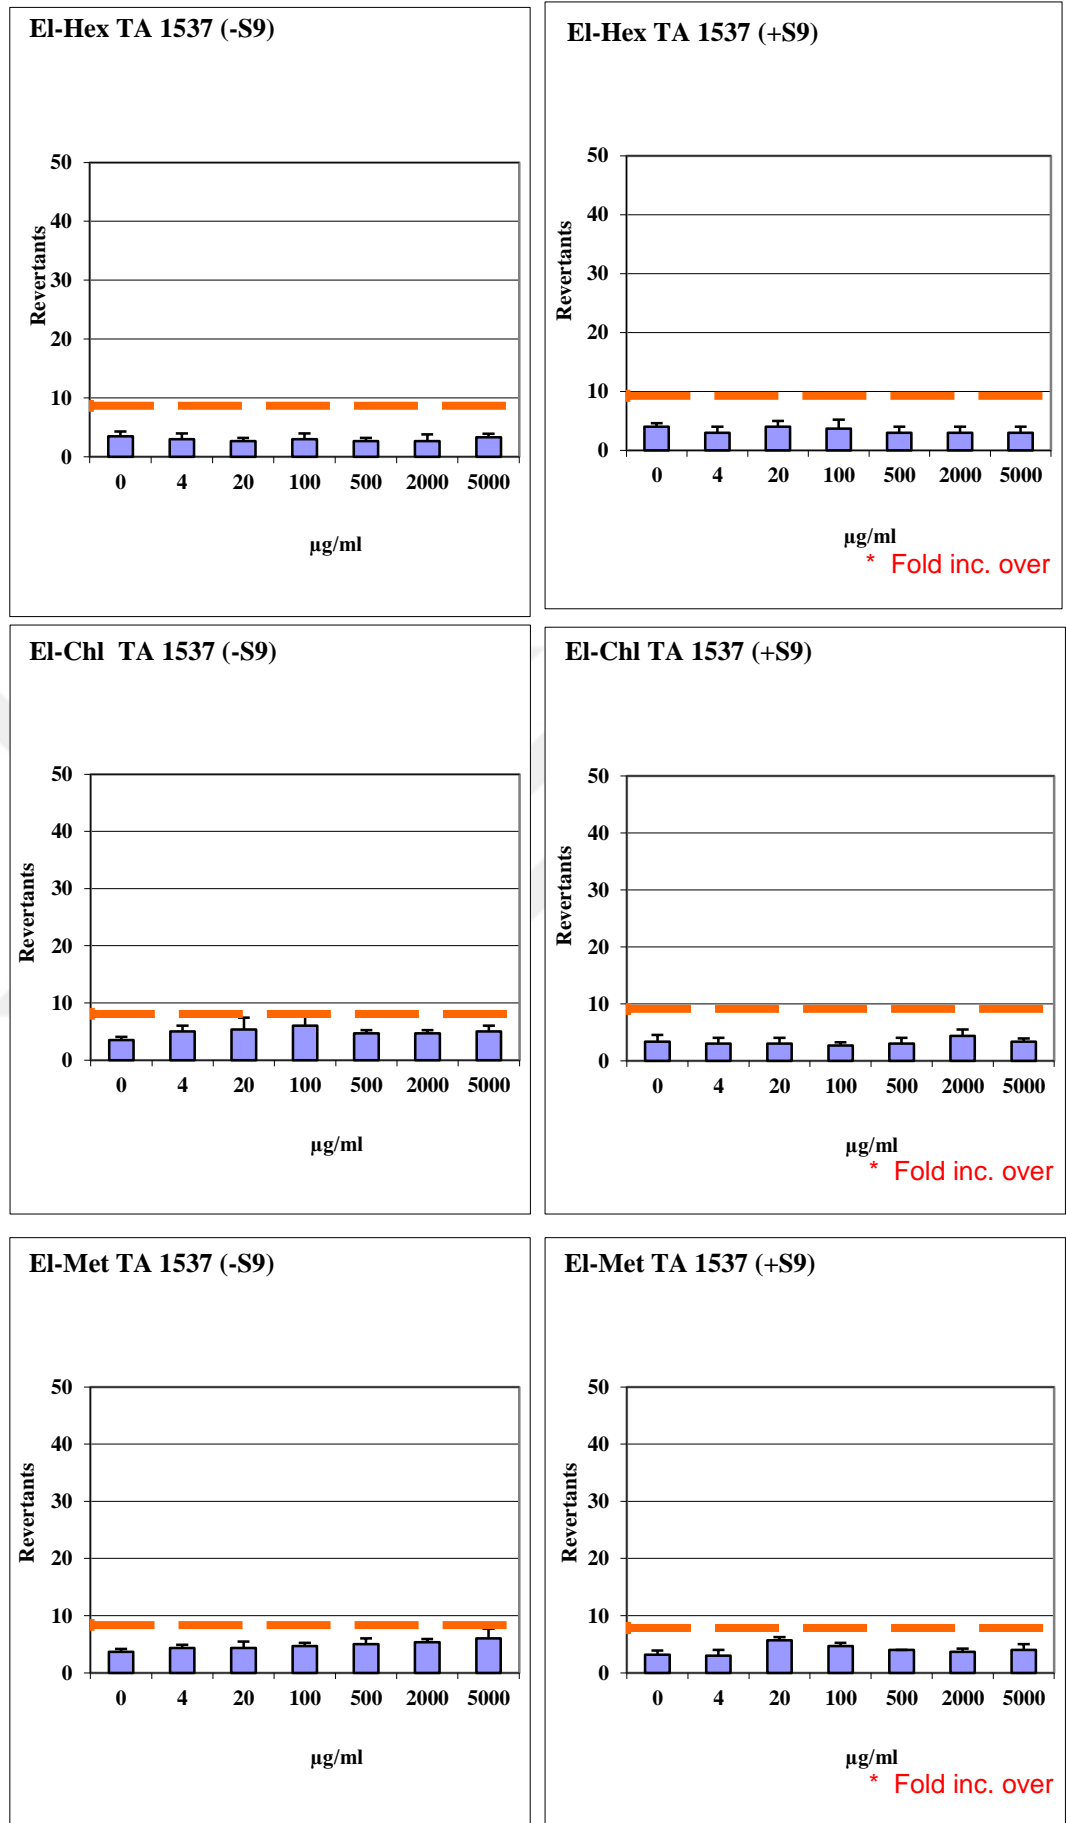 El-Hex TA 1537 (-S9)
50
40
30
20
10
0
Revertants
0 4 20 100 500 2000 5000
µg/ml
El-Hex TA 1537 (+S9)
50
40
30
20
10
0
Revertants
0 4 20 100 500 2000 5000
µg/ml
* Fold inc. over
El-Chl TA 1537 (-S9)
50
40
30
20
10
0
Revertants
0 4 20 100 500 2000 5000
µg/ml
El-Chl TA 1537 (+S9)
50
40
30
20
10
0
Revertants
0 4 20 100 500 2000 5000
µg/ml
* Fold inc. over
El-Met TA 1537 (-S9)
50
40
30
20
10
0
Revertants
0 4 20 100 500 2000 5000
µg/ml
El-Met TA 1537 (+S9)
50
40
30
20
10
0
Revertants
0 4 20 100 500 2000 5000
µg/ml
* Fold inc. over